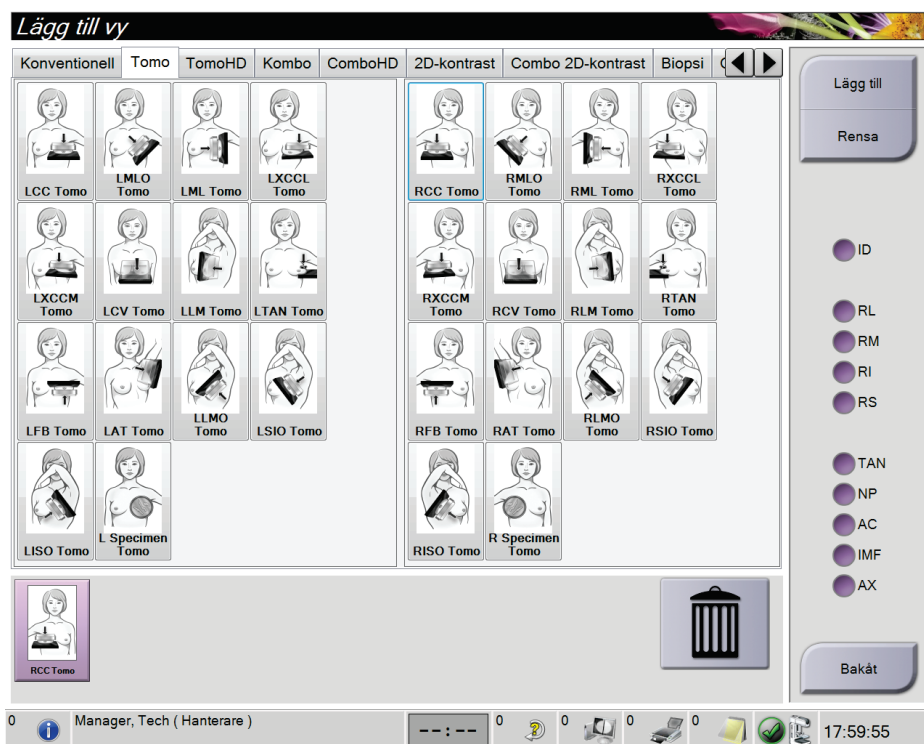 Lägg till vy
Konventionell Tomo TomoHD Kombo ComboHD 2D-kontrast Combo 2D-kontrast Biopsi
LCC Tomo
LMLO
Tomo
LML Tomo
LXCCL
Tomo
LXCCM
Tomo
LCV Tomo
LLM Tomo
LTAN Tomo
LFB Tomo
LAT Tomo
LLMO
Tomo
LSIO Tomo
LISO Tomo
L Specimen
Tomo
RCC Tomo
RMLO
Tomo
RML Tomo
RXCCL
Tomo
RXCCM
Tomo
RCV Tomo
RLM Tomo
RTAN
Tomo
RFB Tomo
RAT Tomo
RLMO
Tomo
RSIO Tomo
RISO Tomo
R Specimen
Tomo
Lägg till
Rensa
ID
RL
RM
RI
RS
TAN
NP
AC
IMF
AX
RCC Tomo
Bakåt
0 Manager, Tech ( Hanterare ) --:-- 0 0 0 0 17:59:55